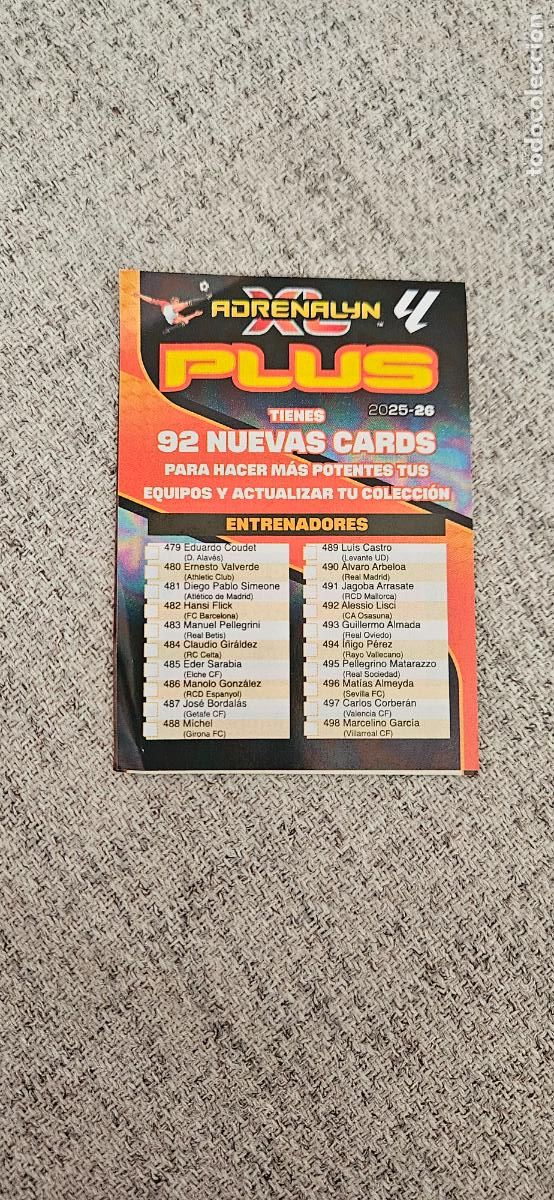 todocoleccion
ADRENALYN
XL
PLUS
2025-26
TIENES
92 NUEVAS CARDS
PARA HACER MÁS POTENTES TUS
EQUIPOS Y ACTUALIZAR TU COLECCIÓN
ENTRENADORES
479 Eduardo Coudet
(D. Alavés)
480 Ernesto Valverde
(Athletic Club)
481 Diego Pablo Simeone
(Atlético de Madrid)
482 Hansi Flick
(FC Barcelona)
483 Manuel Pellegrini
(Real Betis)
484 Claudio Giráldez
(RC Celta)
485 Eder Sarabia
(Elche CF)
486 Manolo González
(RCD Espanyol)
487 José Bordalás
(Getafe CF)
488 Michel
(Girona FC)
489 Luís Castro
(Levante UD)
490 Álvaro Arbeloa
(Real Madrid)
491 Jagoba Arrasate
(RCD Mallorca)
492 Alessio Lisci
(CA Osasuna)
493 Guillermo Almada
(Real Oviedo)
494 Íñigo Pérez
(Rayo Vallecano)
495 Pellegrino Matarazzo
(Real Sociedad)
496 Matías Almeyda
(Sevilla FC)
497 Carlos Corberán
(Valencia CF)
498 Marcelino García
(Villarreal CF)